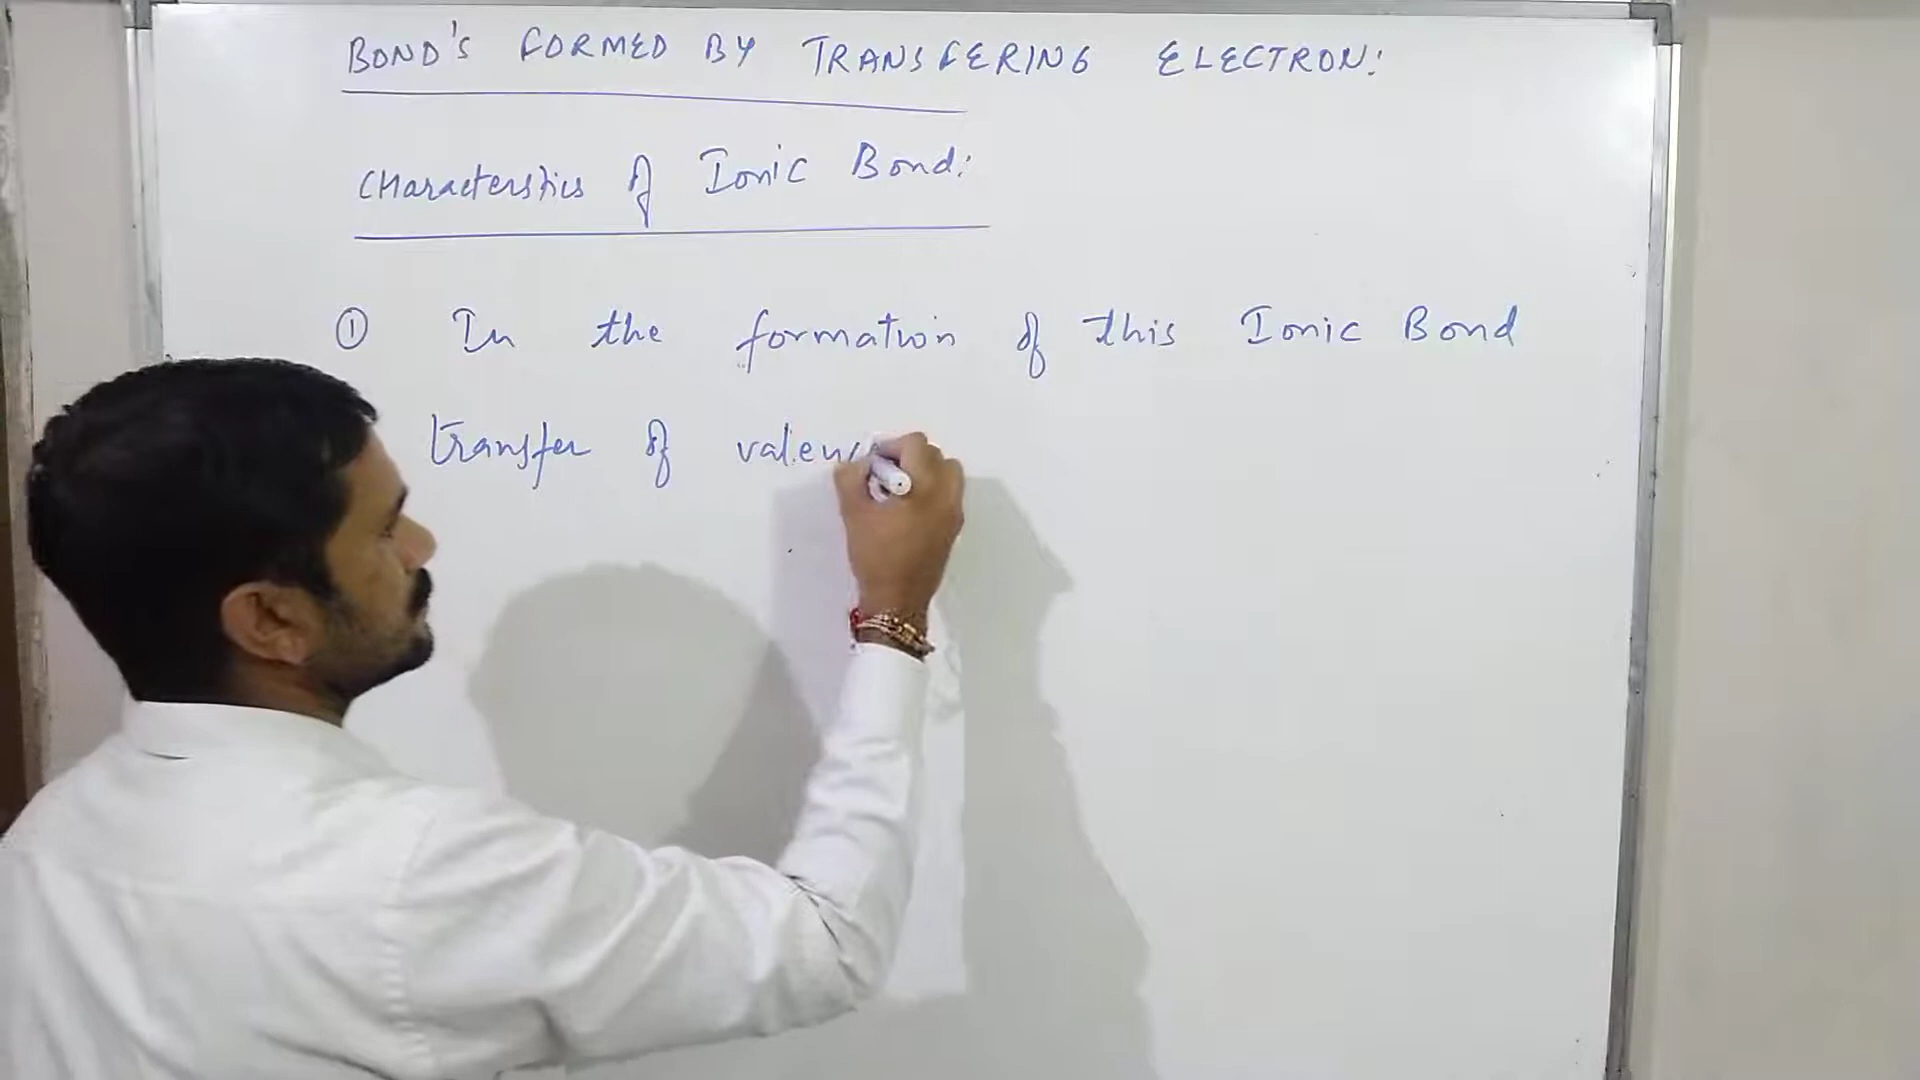 BOND'S FORMED BY TRANSFERING ELECTRON:
CHaracterstics of Ionic Bond:
① In the formation of this Ionic Bond
transfer of valence